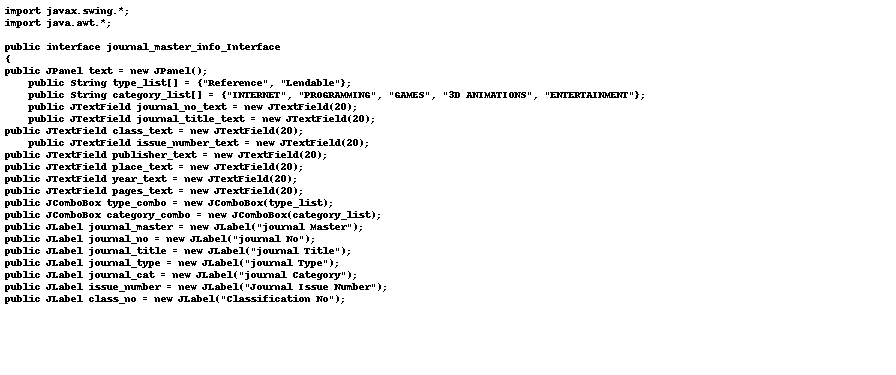 import javax.swing.*;
import java.awt.*;

public interface journal_master_info_Interface
{
public JPanel text = new JPanel();
    public String type_list[] = {"Reference", "Lendable"};
    public String category_list[] = {"INTERNET", "PROGRAMMING", "GAMES", "3D ANIMATIONS", "ENTERTAINMENT"};
    public JTextField journal_no_text = new JTextField(20);
    public JTextField journal_title_text = new JTextField(20);
public JTextField class_text = new JTextField(20);
    public JTextField issue_number_text = new JTextField(20);
public JTextField publisher_text = new JTextField(20);
public JTextField place_text = new JTextField(20);
public JTextField year_text = new JTextField(20);
public JTextField pages_text = new JTextField(20);
public JComboBox type_combo = new JComboBox(type_list);
public JComboBox category_combo = new JComboBox(category_list);
public JLabel journal_master = new JLabel("journal Master");
public JLabel journal_no = new JLabel("journal No");
public JLabel journal_title = new JLabel("journal Title");
public JLabel journal_type = new JLabel("journal Type");
public JLabel journal_cat = new JLabel("journal Category");
public JLabel issue_number = new JLabel("Journal Issue Number");
public JLabel class_no = new JLabel("Classification No");